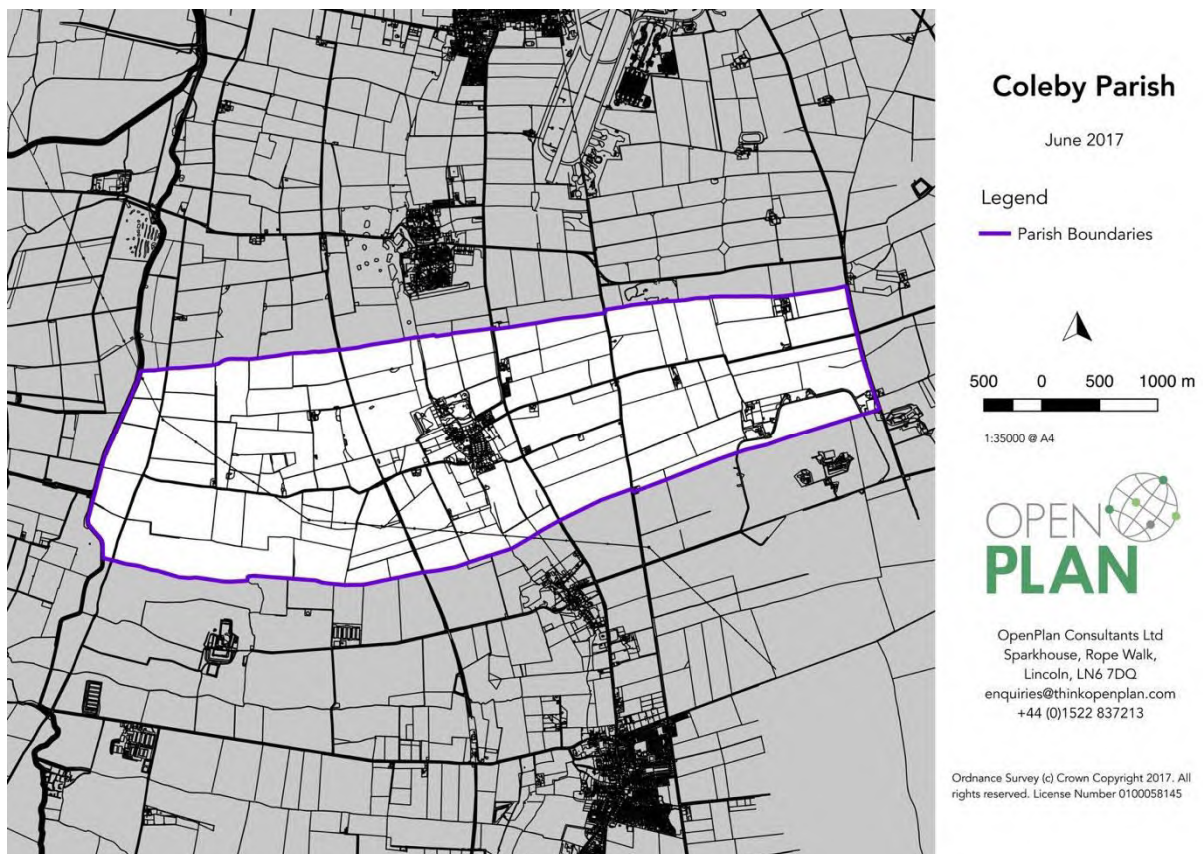 Coleby Parish
June 2017
Legend
Parish Boundaries
500 0 500 1000 m
1:35000 @ A4
OPEN
PLAN
OpenPlan Consultants Ltd
Sparkhouse, Rope Walk,
Lincoln, LN6 7DQ
enquiries@thinkopenplan.com
+44 (0)1522 837213
Ordnance Survey (c) Crown Copyright 2017. All
rights reserved. License Number 0100058145